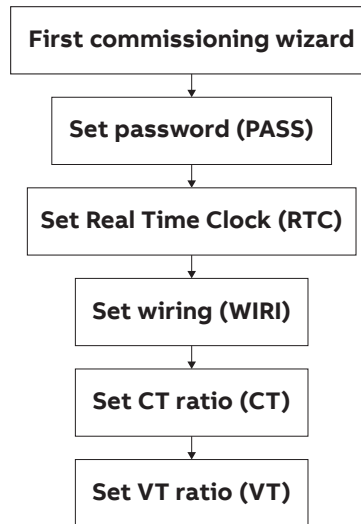 First commissioning wizard
Set password (PASS)
Set Real Time Clock (RTC)
Set wiring (WIRI)
Set CT ratio (CT)
Set VT ratio (VT)